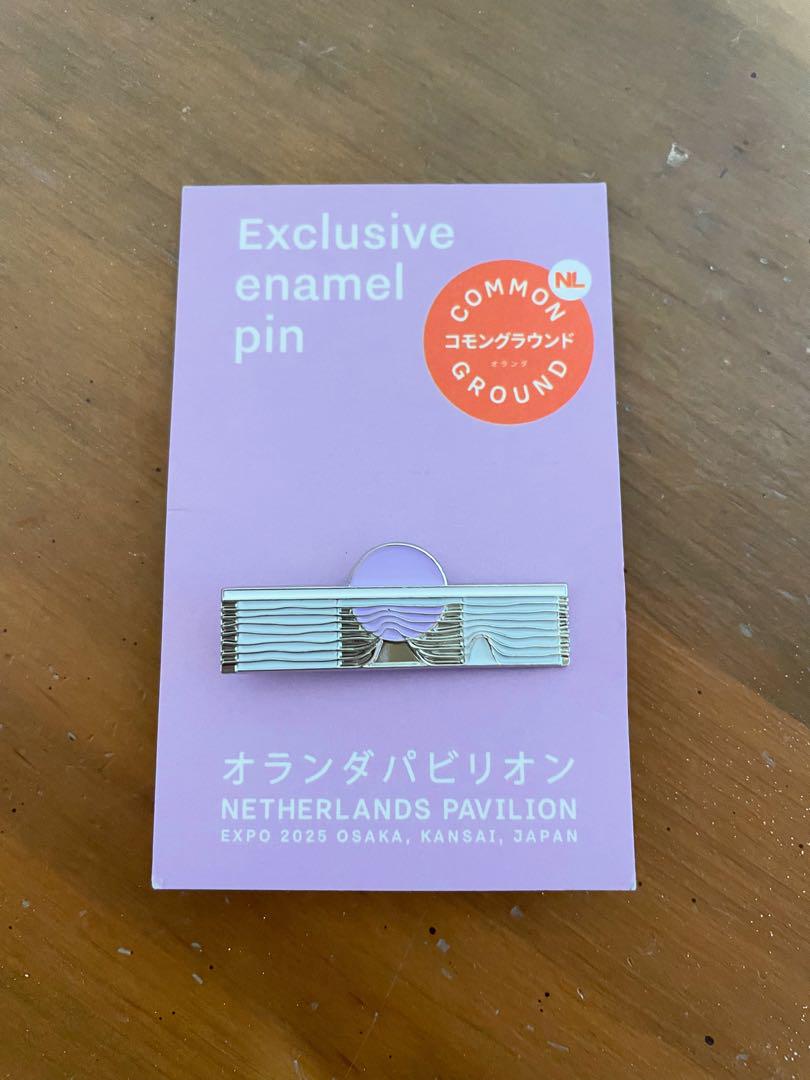 Exclusive
enamel
pin
NL
COMMON
コモングラウンド
オランダ
GROUND
オランダパビリオン
NETHERLANDS PAVILION
EXPO 2025 OSAKA, KANSAI, JAPAN